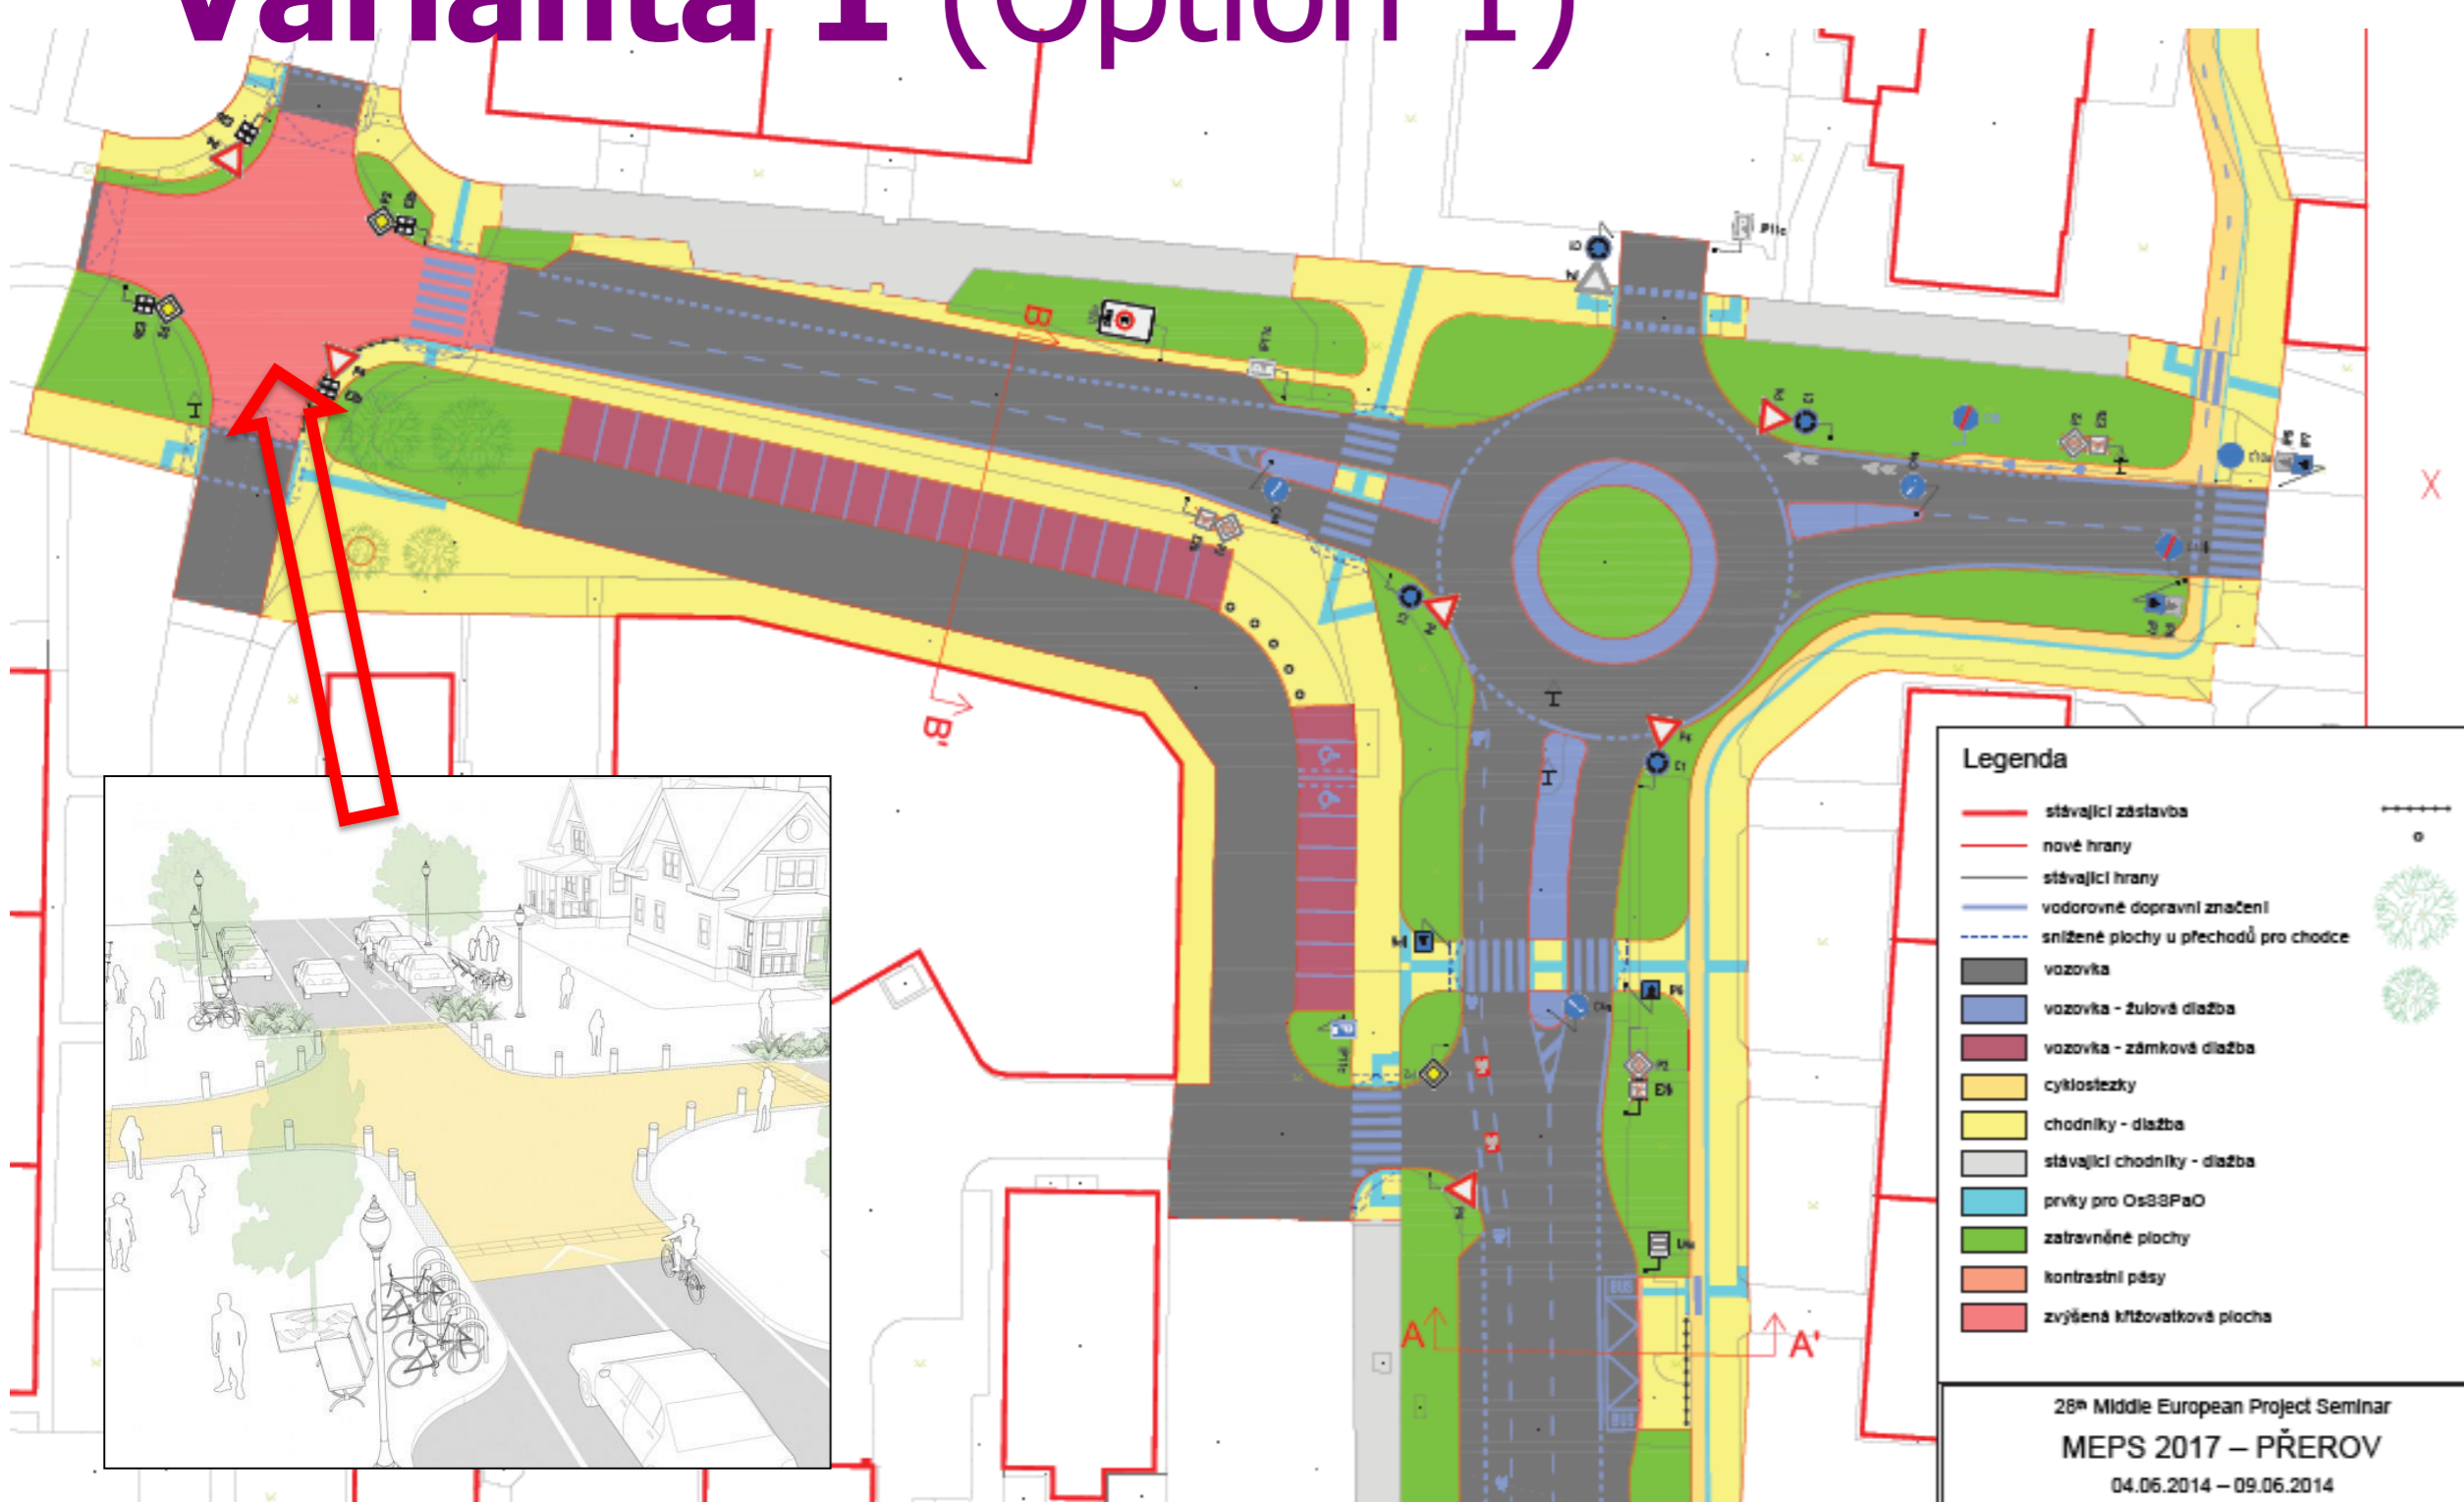 Varianta 1 (Option 1)
B
B'
X
A
A'
BUS
BUS
Legenda
stávající zástavba
nové hrany
stávající hrany
vodorovné dopravní značení
snížené plochy u přechodů pro chodce
vozovka
vozovka - žulová dlažba
vozovka - zámková dlažba
cyklostezky
chodníky - dlažba
stávající chodníky - dlažba
prvky pro OsSSPaO
zatravněné plochy
kontrastní pásy
zvýšená křižovatková plocha
28th Middle European Project Seminar
MEPS 2017 – PŘEROV
04.06.2014 – 09.06.2014